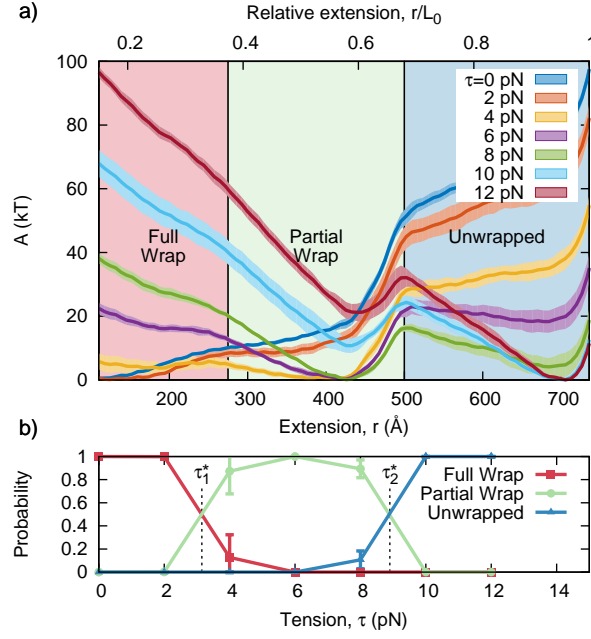 a)
Relative extension, r/L0
0.2 0.4 0.6 0.8 1
A (kT)
100
80
60
40
20
0
τ=0 pN
2 pN
4 pN
6 pN
8 pN
10 pN
12 pN
Full Wrap
Partial Wrap
Unwrapped
200 300 400 500 600 700
Extension, r (Å)
b)
Probability
1
0.8
0.6
0.4
0.2
0
τ*1
τ*2
Full Wrap
Partial Wrap
Unwrapped
0 2 4 6 8 10 12 14
Tension, τ (pN)